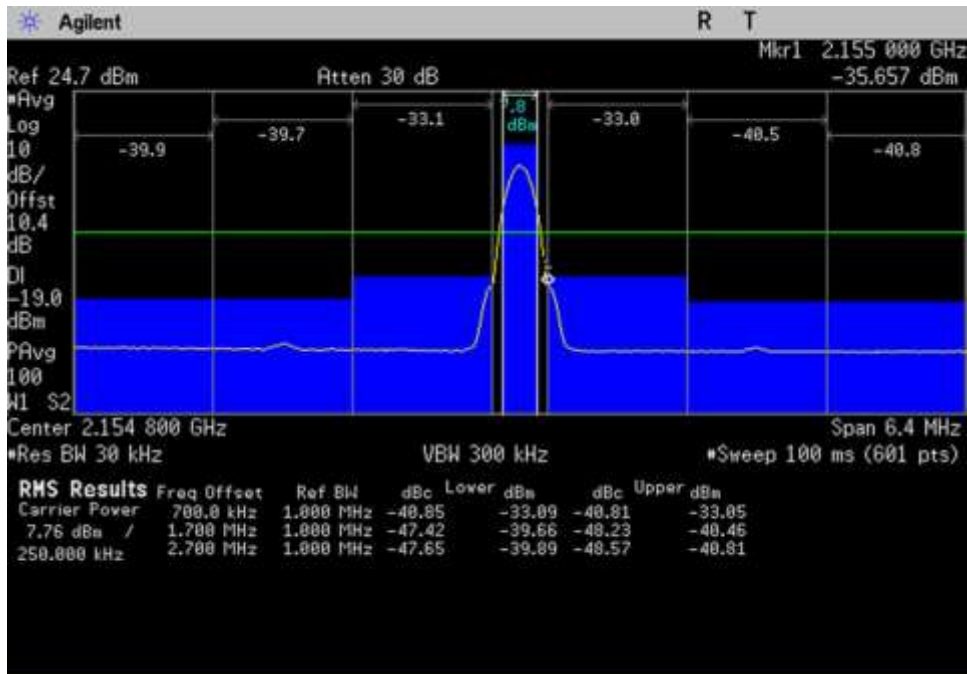 Agilent R T
Mkr1 2.155 000 GHz
Ref 24.7 dBm Atten 30 dB -35.657 dBm
#Avg
Log
10
dB/
Offst
10.4
dB
DI
-19.0
dBm
PAvg
100
W1 S2
-39.9 -39.7 -33.1 7.8 dBm -33.0 -40.5 -40.8
Center 2.154 800 GHz Span 6.4 MHz
#Res BW 30 kHz VBW 300 kHz #Sweep 100 ms (601 pts)
RMS Results Freq Offset Ref BW dBc Lower dBm dBc Upper dBm
Carrier Power 700.0 kHz 1.000 MHz -40.85 -33.09 -40.81 -33.05
7.76 dBm / 1.700 MHz 1.000 MHz -47.42 -39.66 -48.23 -40.46
250.000 kHz 2.700 MHz 1.000 MHz -47.65 -39.89 -48.57 -40.81